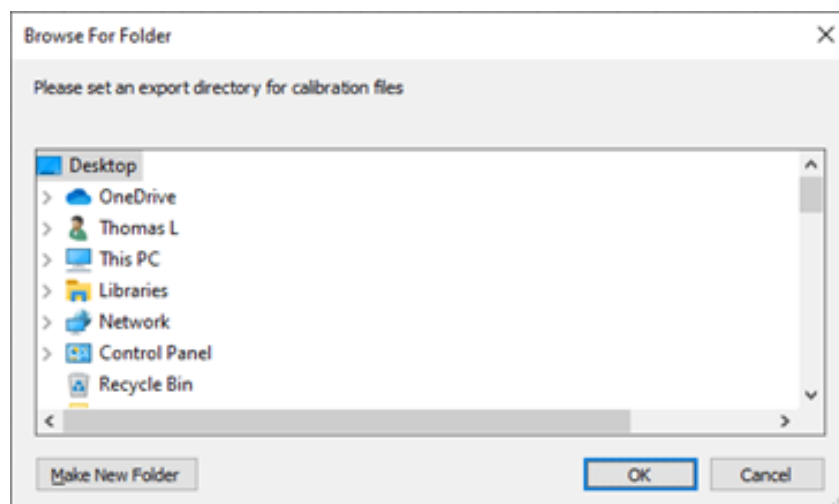 Browse For Folder
Please set an export directory for calibration files
Desktop
OneDrive
Thomas L
This PC
Libraries
Network
Control Panel
Recycle Bin
Make New Folder
OK
Cancel